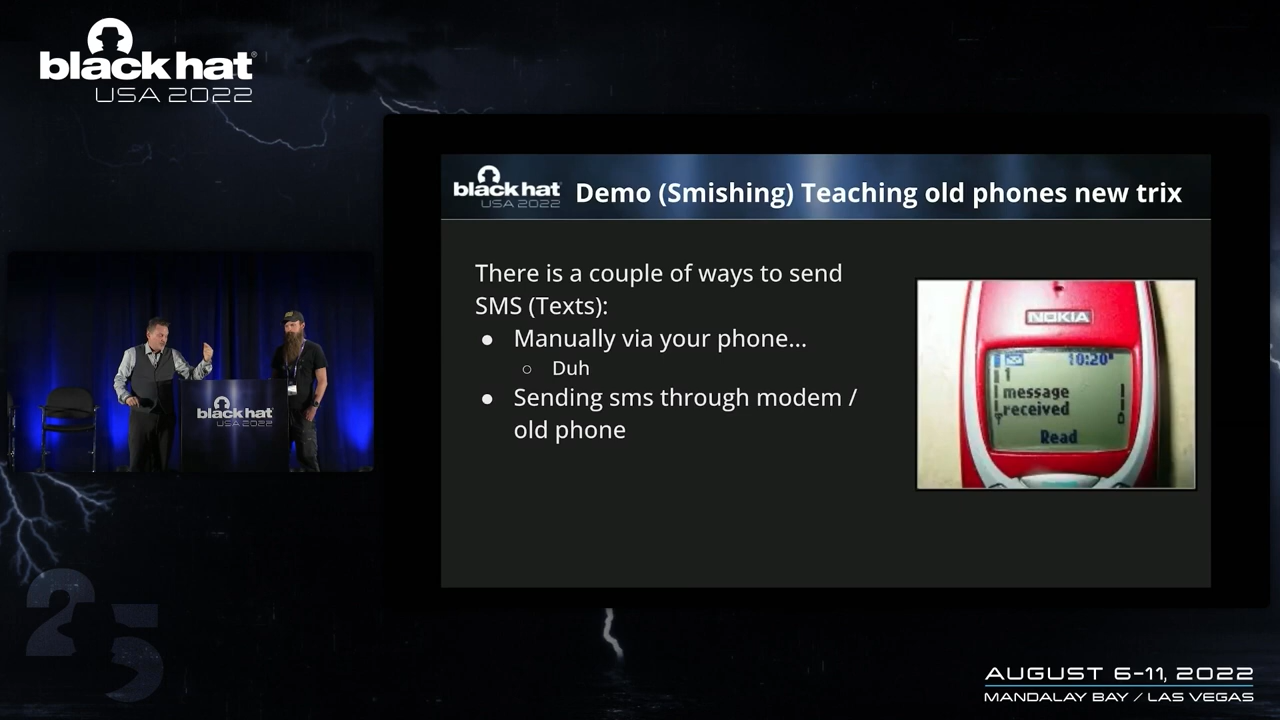 black hat®
USA 2022
black hat
USA 2022
Demo (Smishing) Teaching old phones new trix
There is a couple of ways to send
SMS (Texts):
● Manually via your phone...
○ Duh
● Sending sms through modem /
old phone
NOKIA
10:20
1
message
received
Read
black hat
USA 2022
25
AUGUST 6-11, 2022
MANDALAY BAY / LAS VEGAS